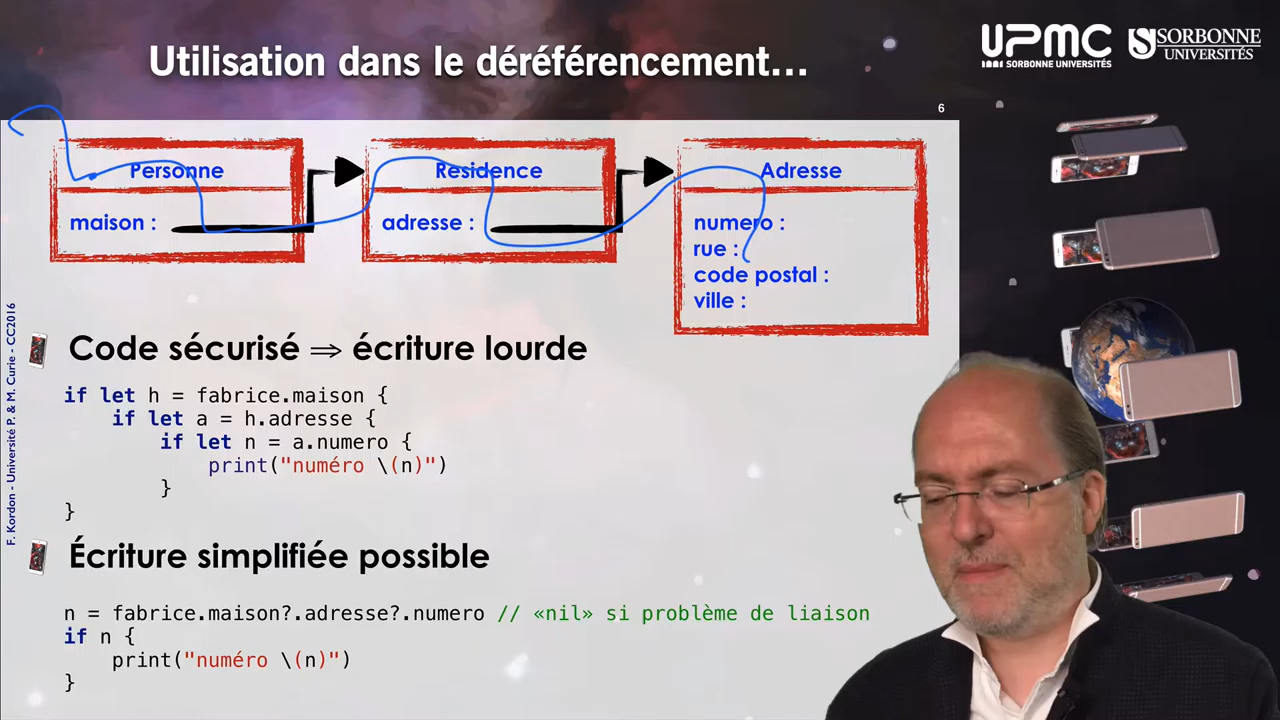 Utilisation dans le déréférencement...
UPMC
SORBONNE UNIVERSITÉS
SORBONNE
UNIVERSITÉS
6
Personne
maison :
Residence
adresse :
Adresse
numero :
rue :
code postal :
ville :
F. Kordon - Université P. & M. Curie - CC2016
Code sécurisé ⇒ écriture lourde
if let h = fabrice.maison {
if let a = h.adresse {
if let n = a.numero {
print("numéro \(n)")
}
}
Écriture simplifiée possible
n = fabrice.maison?.adresse?.numero // «nil» si problème de liaison
if n {
print("numéro \(n)")
}